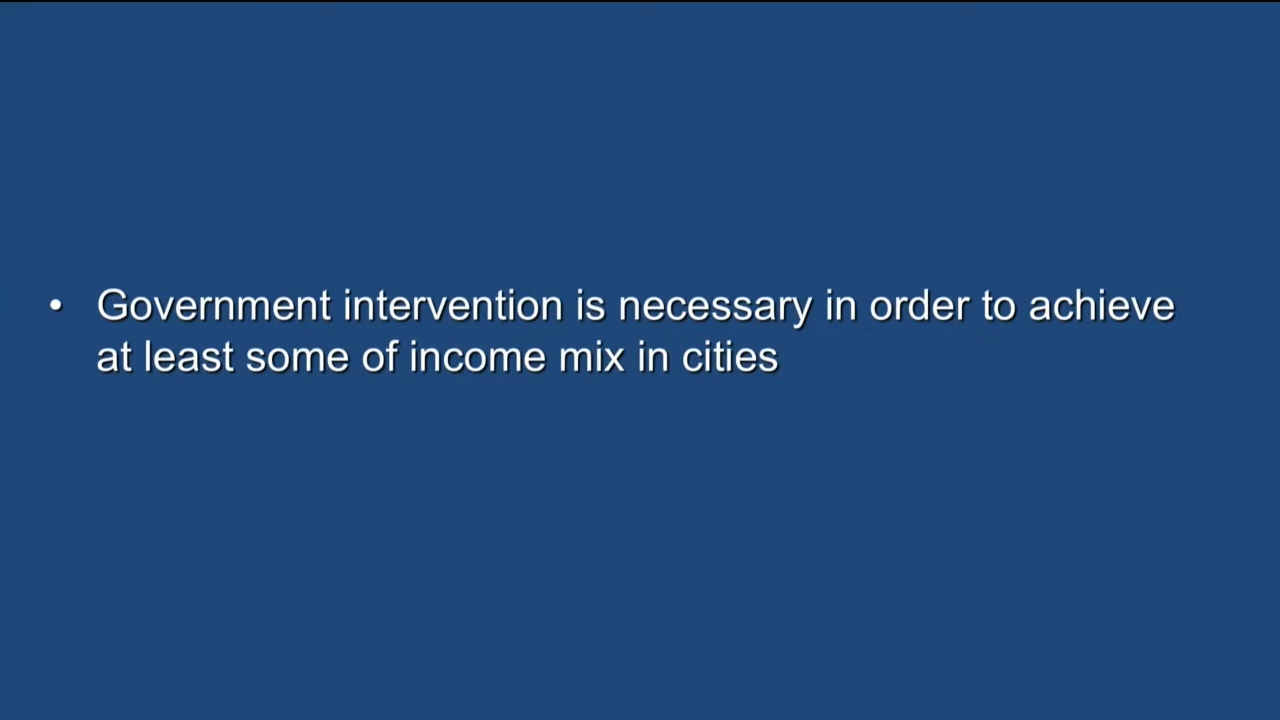 • Government intervention is necessary in order to achieve
at least some of income mix in cities